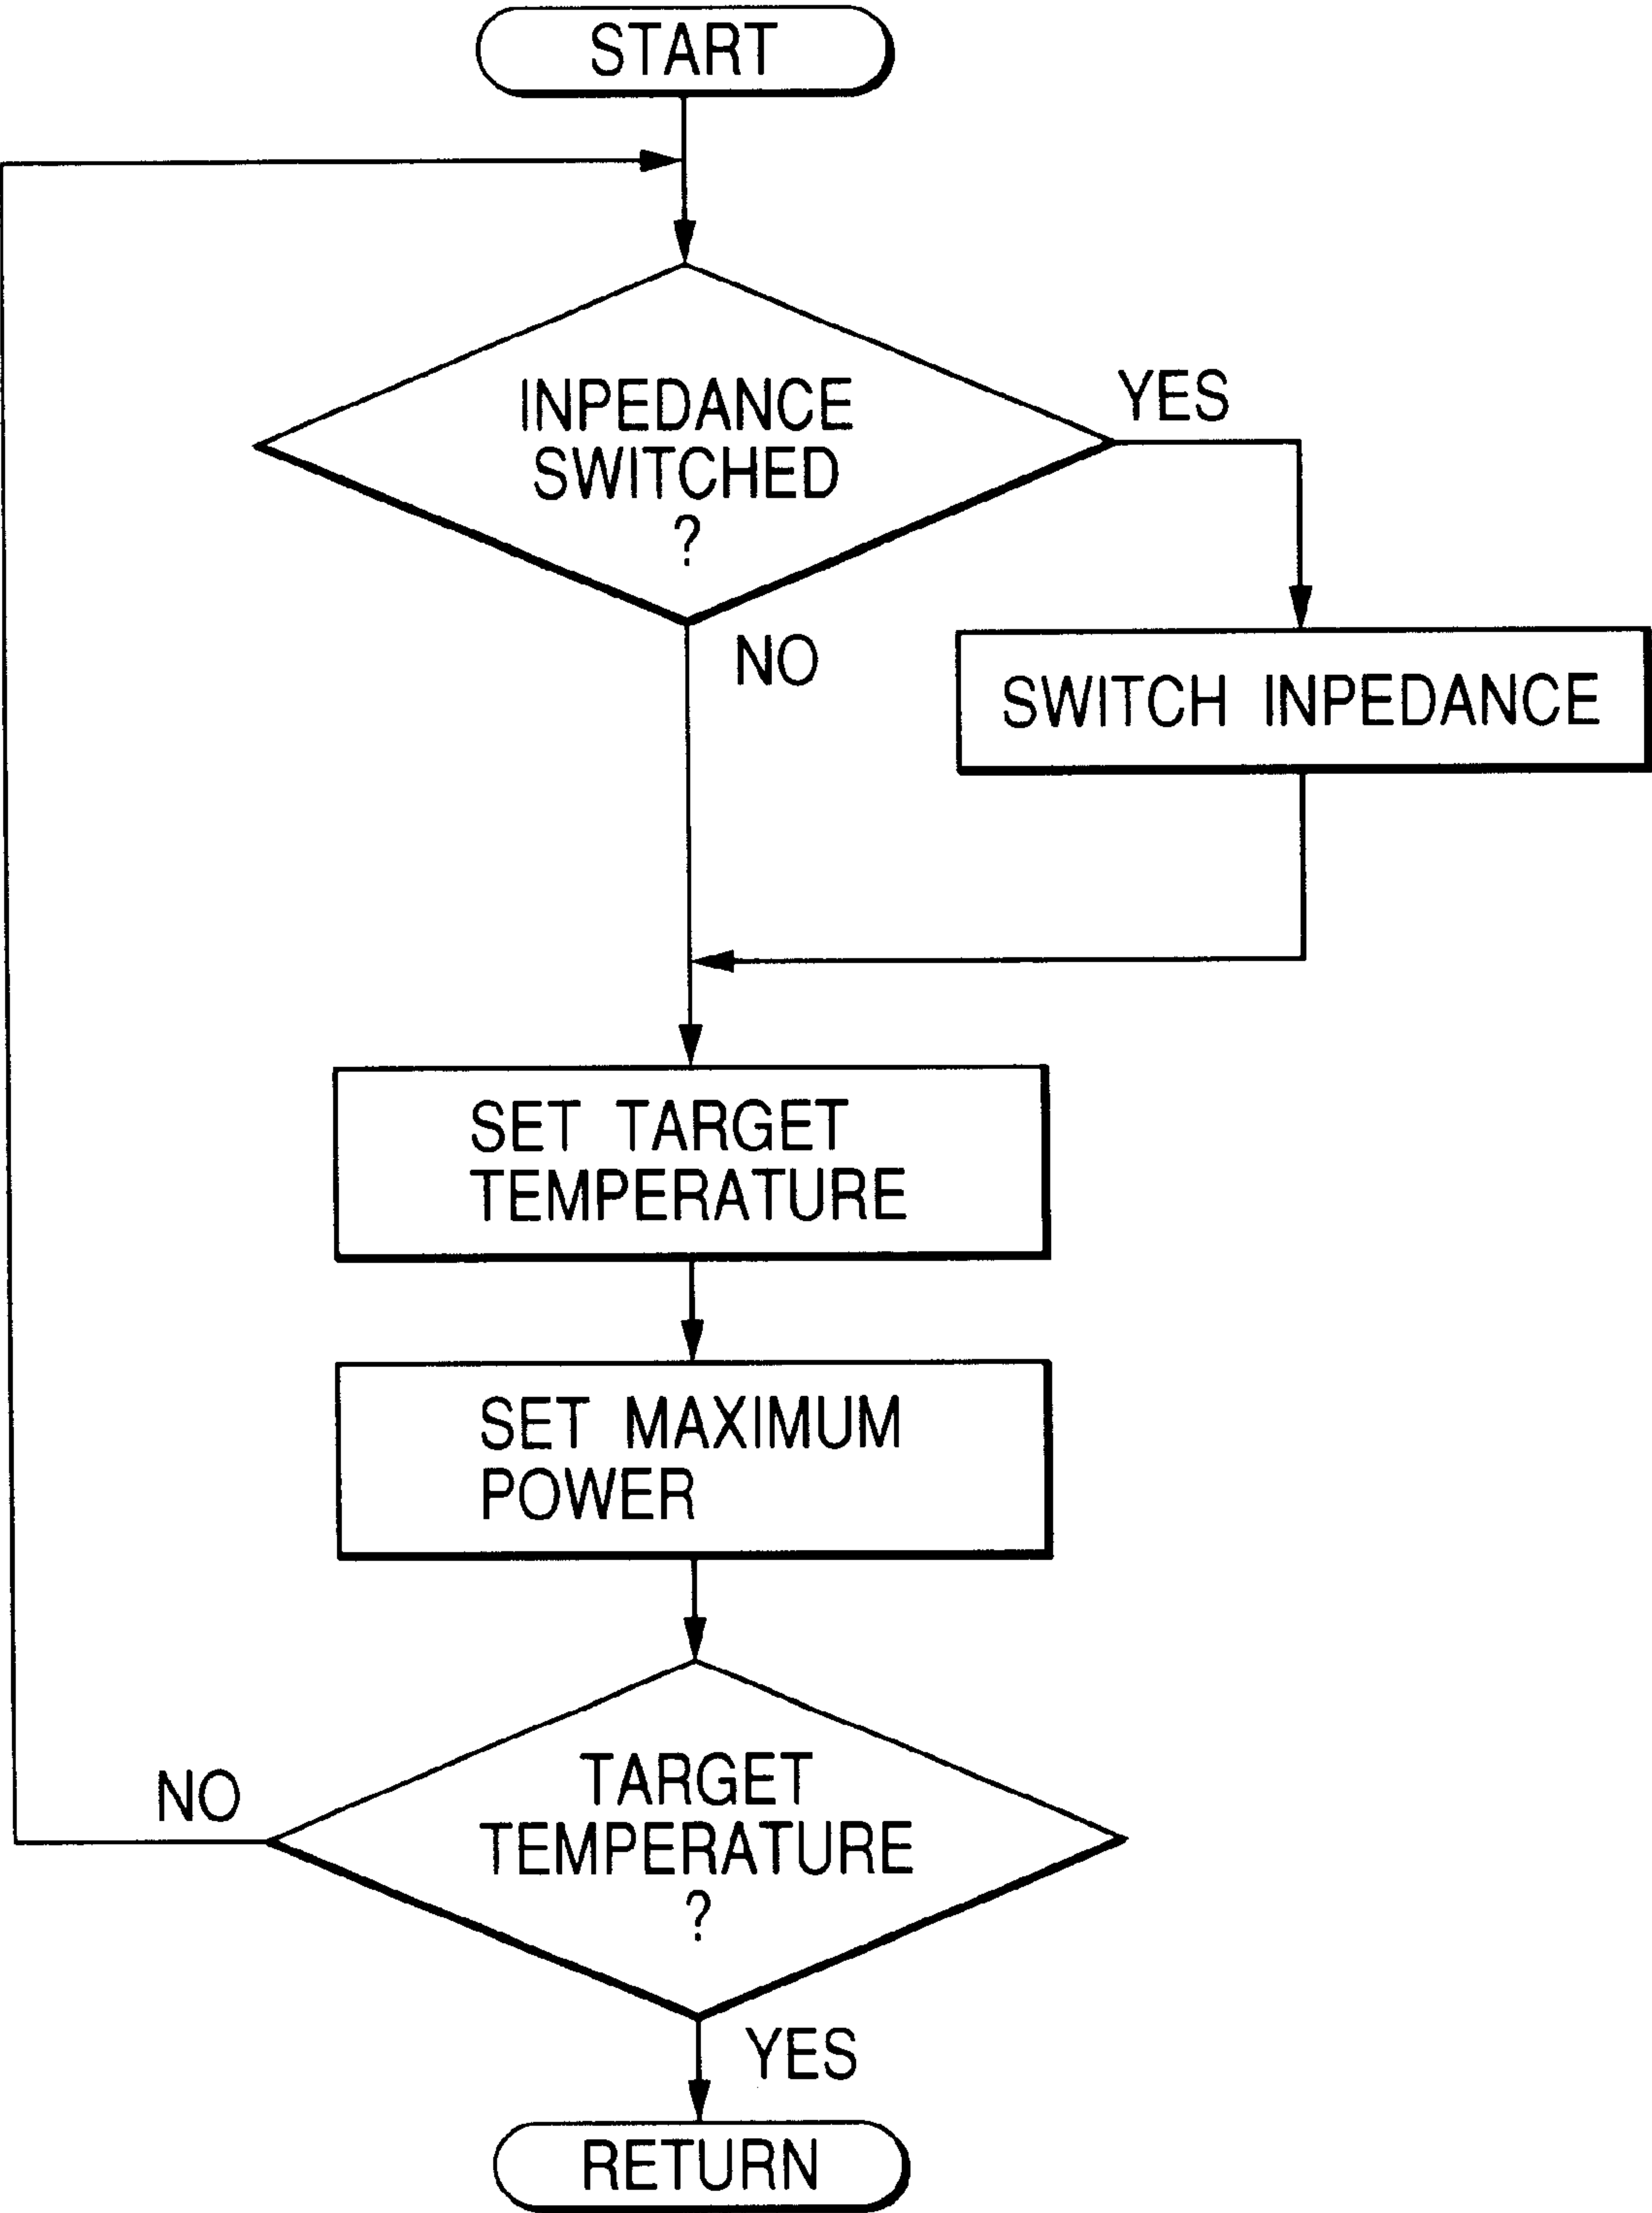 START
INPEDANCE
SWITCHED
?
YES
NO
SWITCH INPEDANCE
SET TARGET
TEMPERATURE
SET MAXIMUM
POWER
TARGET
TEMPERATURE
?
NO
YES
RETURN